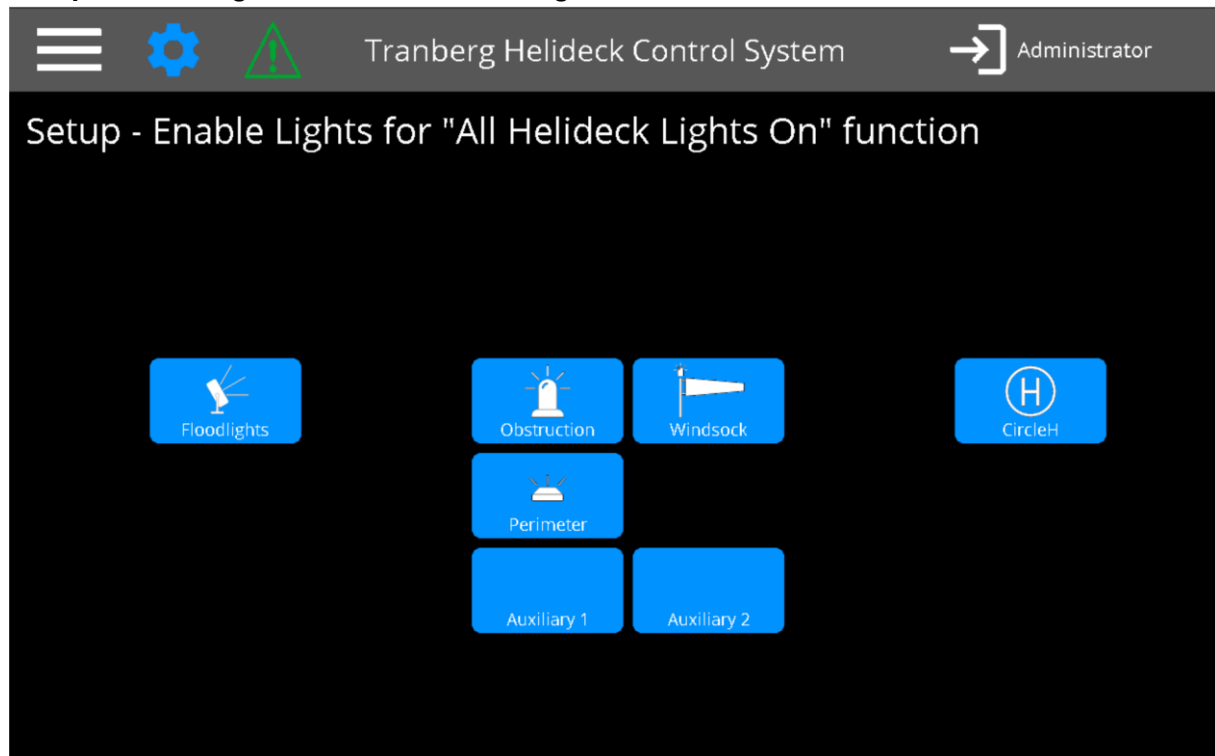 Tranberg Helideck Control System
Administrator
Setup - Enable Lights for "All Helideck Lights On" function
Floodlights
Obstruction
Windsock
H
CircleH
Perimeter
Auxiliary 1
Auxiliary 2